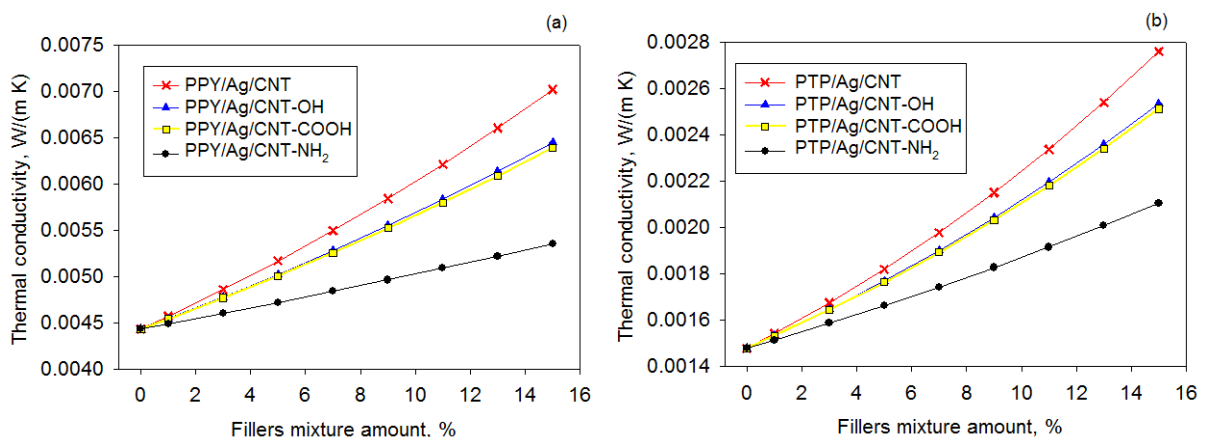 (a)
Thermal conductivity, W/(m K)
0.0075
0.0070
0.0065
0.0060
0.0055
0.0050
0.0045
0.0040
PPY/Ag/CNT
PPY/Ag/CNT-OH
PPY/Ag/CNT-COOH
PPY/Ag/CNT-NH₂
0 2 4 6 8 10 12 14 16
Fillers mixture amount, %
(b)
Thermal conductivity, W/(m K)
0.0028
0.0026
0.0024
0.0022
0.0020
0.0018
0.0016
0.0014
PTP/Ag/CNT
PTP/Ag/CNT-OH
PTP/Ag/CNT-COOH
PTP/Ag/CNT-NH₂
0 2 4 6 8 10 12 14 16
Fillers mixture amount, %